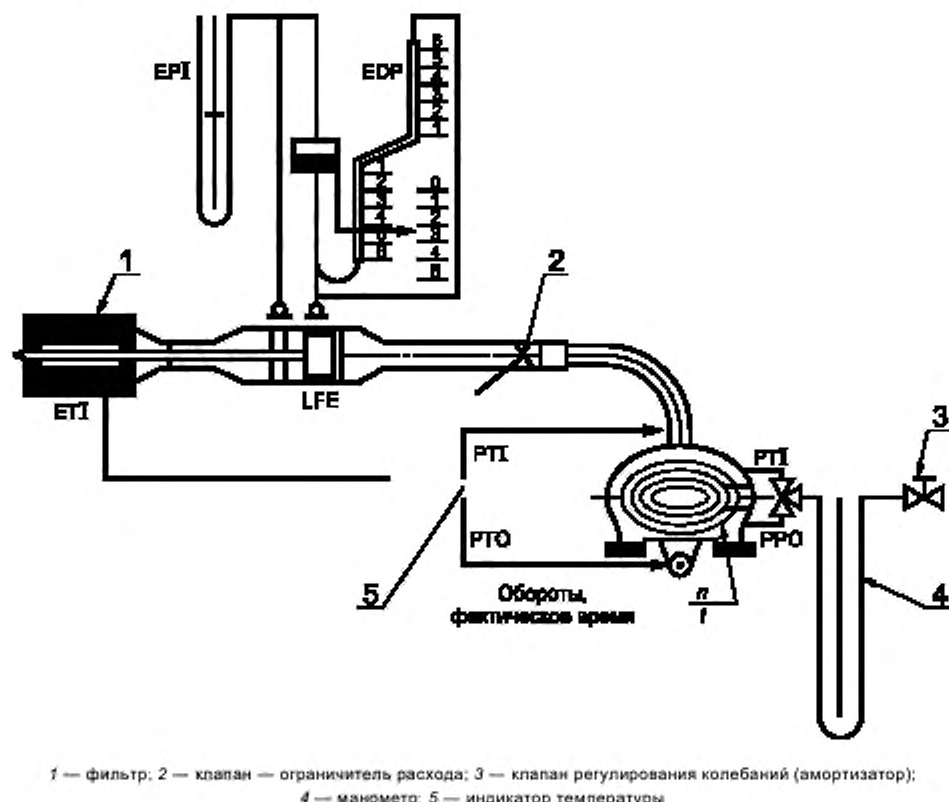 EPI
EDP
1
2
LFE
ETI
3
PTI
PTI
PTO
PPO
5
Обороты,
фактическое время
n
t
4
1 — фильтр; 2 — клапан — ограничитель расхода; 3 — клапан регулирования колебаний (амортизатор);
4 — манометр; 5 — индикатор температуры